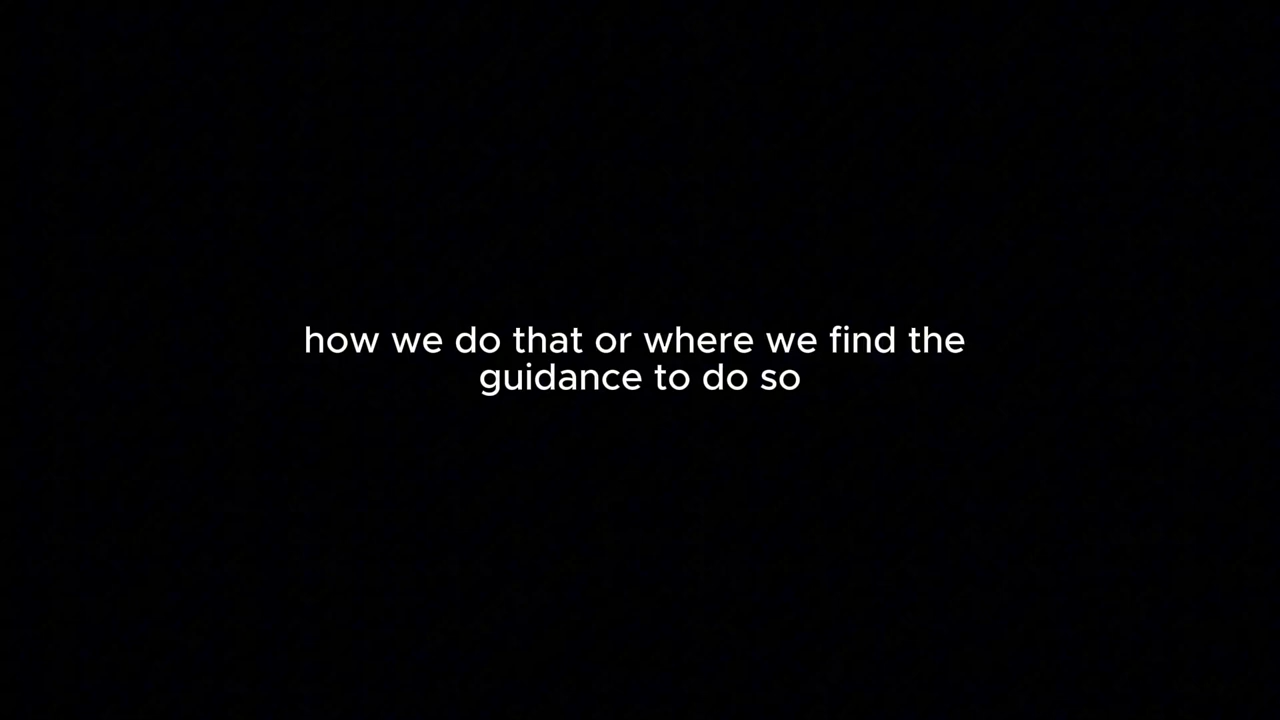 how we do that or where we find the
guidance to do so